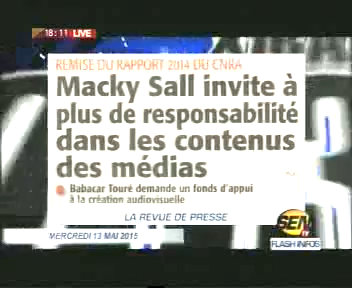 18:11 LIVE
REMISE DU RAPPORT 2014 DU CNRA
Macky Sall invite à
plus de responsabilité
dans les contenus
des médias
Babacar Touré demande un fonds d'appui
à la création audiovisuelle
LA REVUE DE PRESSE
SEN
TV
MERCREDI 13 MAI 2015
FLASH INFOS